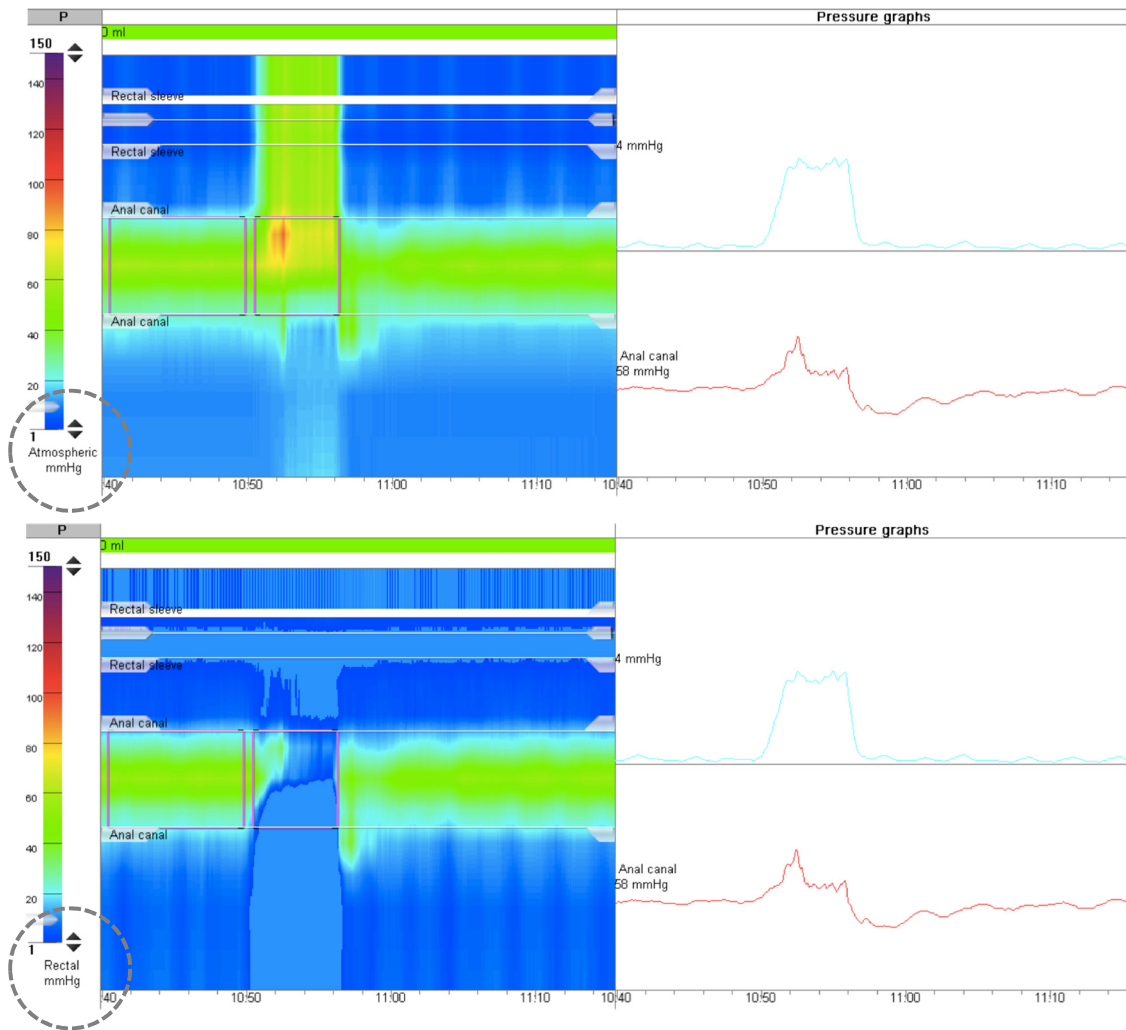 P
Pressure graphs
150
0 ml
140
120
100
80
60
40
20
1
Atmospheric
mmHg
Rectal sleeve
Rectal sleeve
Anal canal
Anal canal
:40 10:50 11:00 11:10 10:40 10:50 11:00 11:10
4 mmHg
Anal canal
58 mmHg
P
Pressure graphs
150
0 ml
140
120
100
80
60
40
20
1
Rectal
mmHg
Rectal sleeve
Rectal sleeve
Anal canal
Anal canal
:40 10:50 11:00 11:10 10:40 10:50 11:00 11:10
4 mmHg
Anal canal
58 mmHg